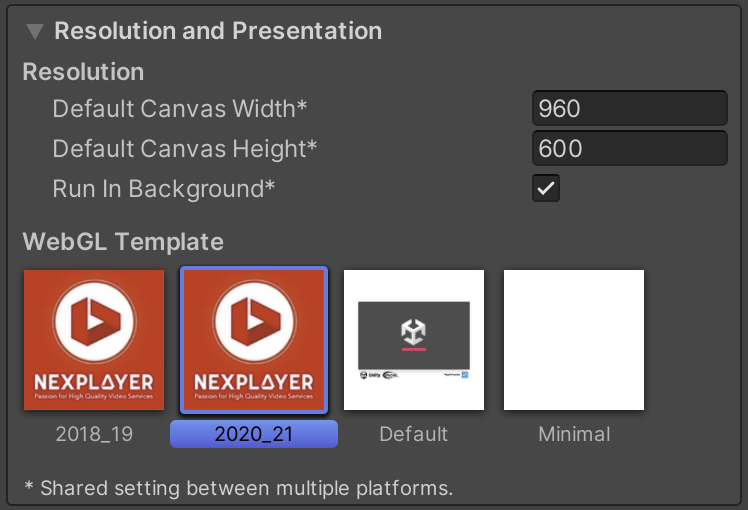 Resolution and Presentation
Resolution
Default Canvas Width* 960
Default Canvas Height* 600
Run In Background*
WebGL Template
NEXPLAYER
Passion for High Quality Video Services
NEXPLAYER
Passion for High Quality Video Services
Unity
2018_19 2020_21 Default Minimal
* Shared setting between multiple platforms.